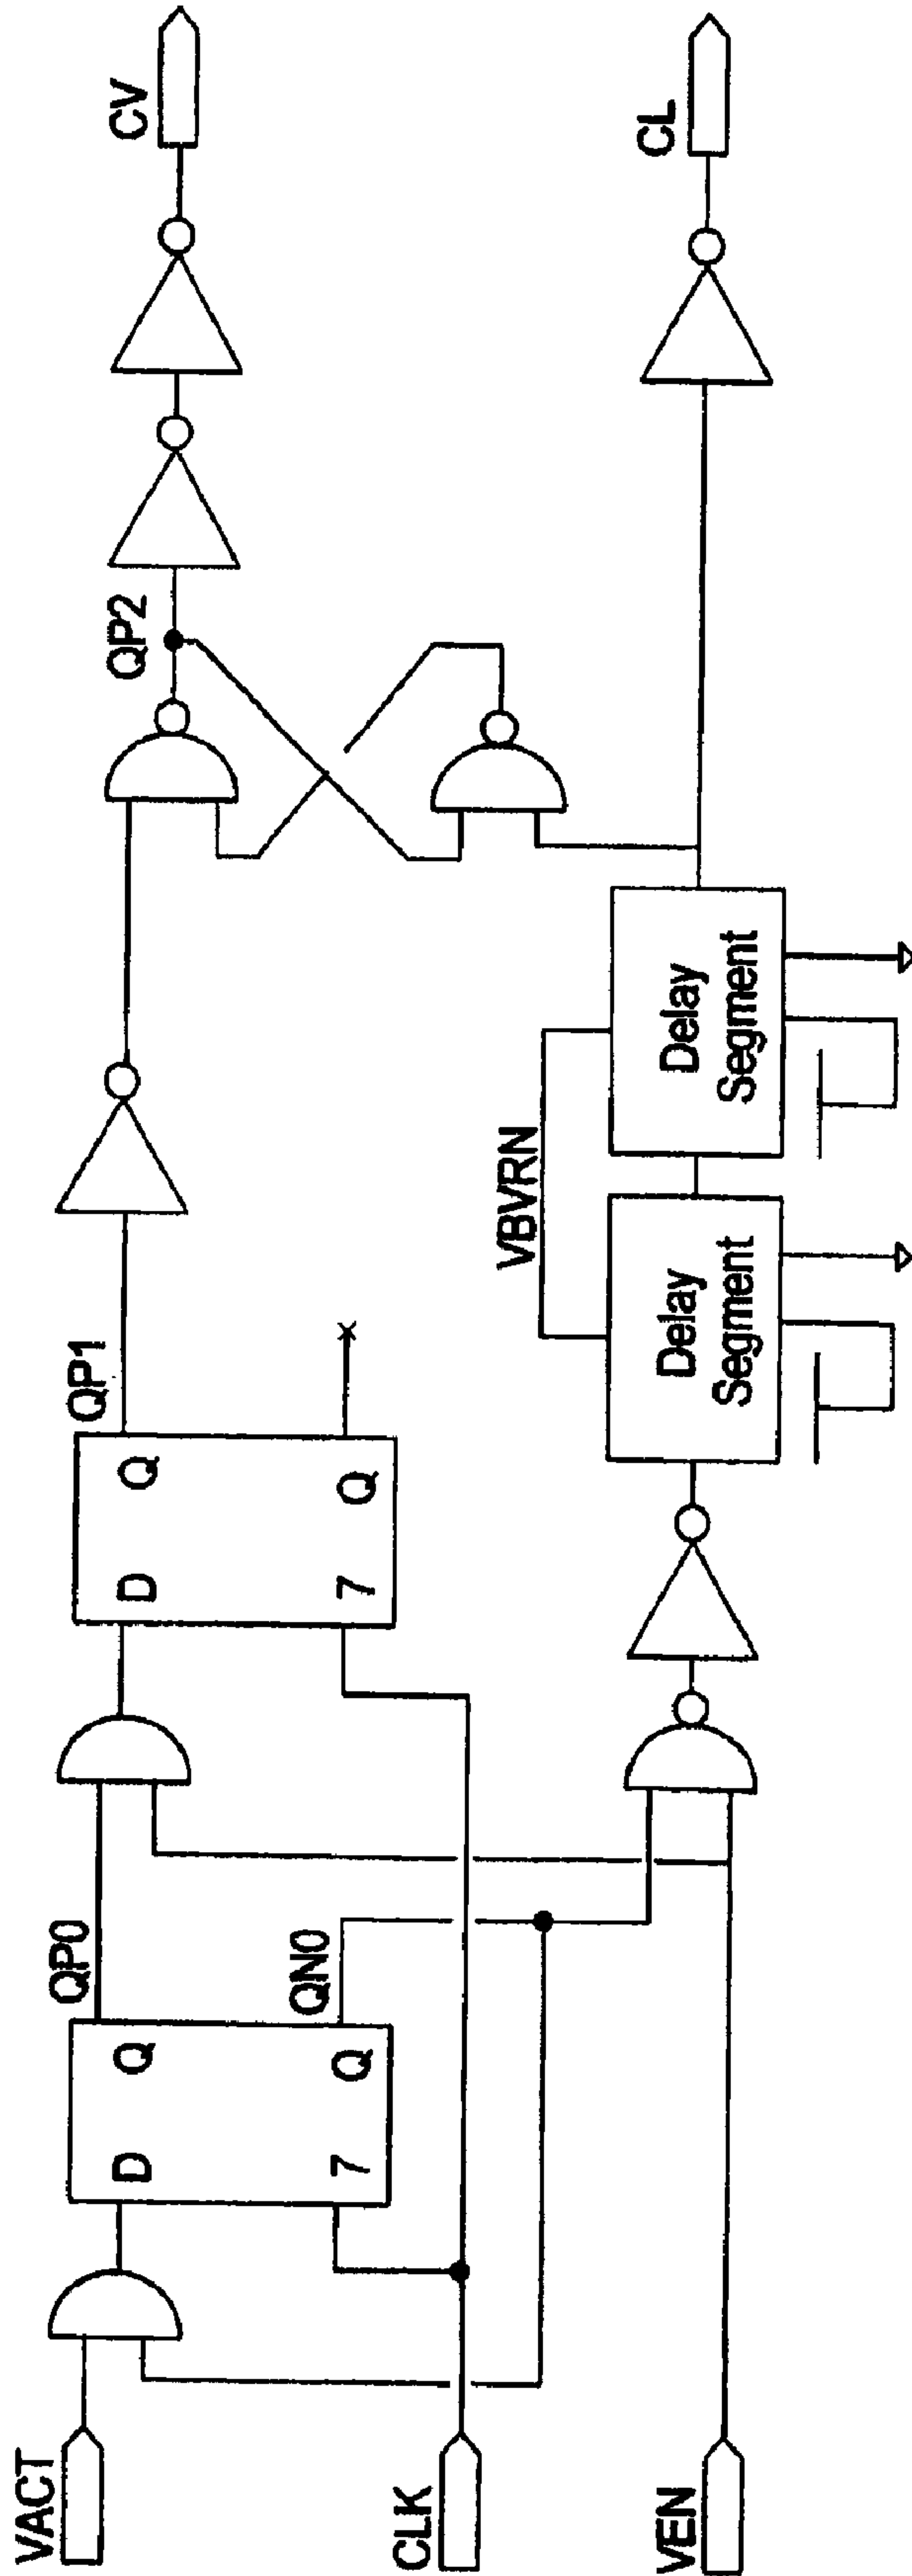 VACT
CLK
VEN
D
Q
7
Q
QP0
QN0
D
Q
7
Q
QP1
Delay
Segment
VBVRN
Delay
Segment
QP2
CV
CL